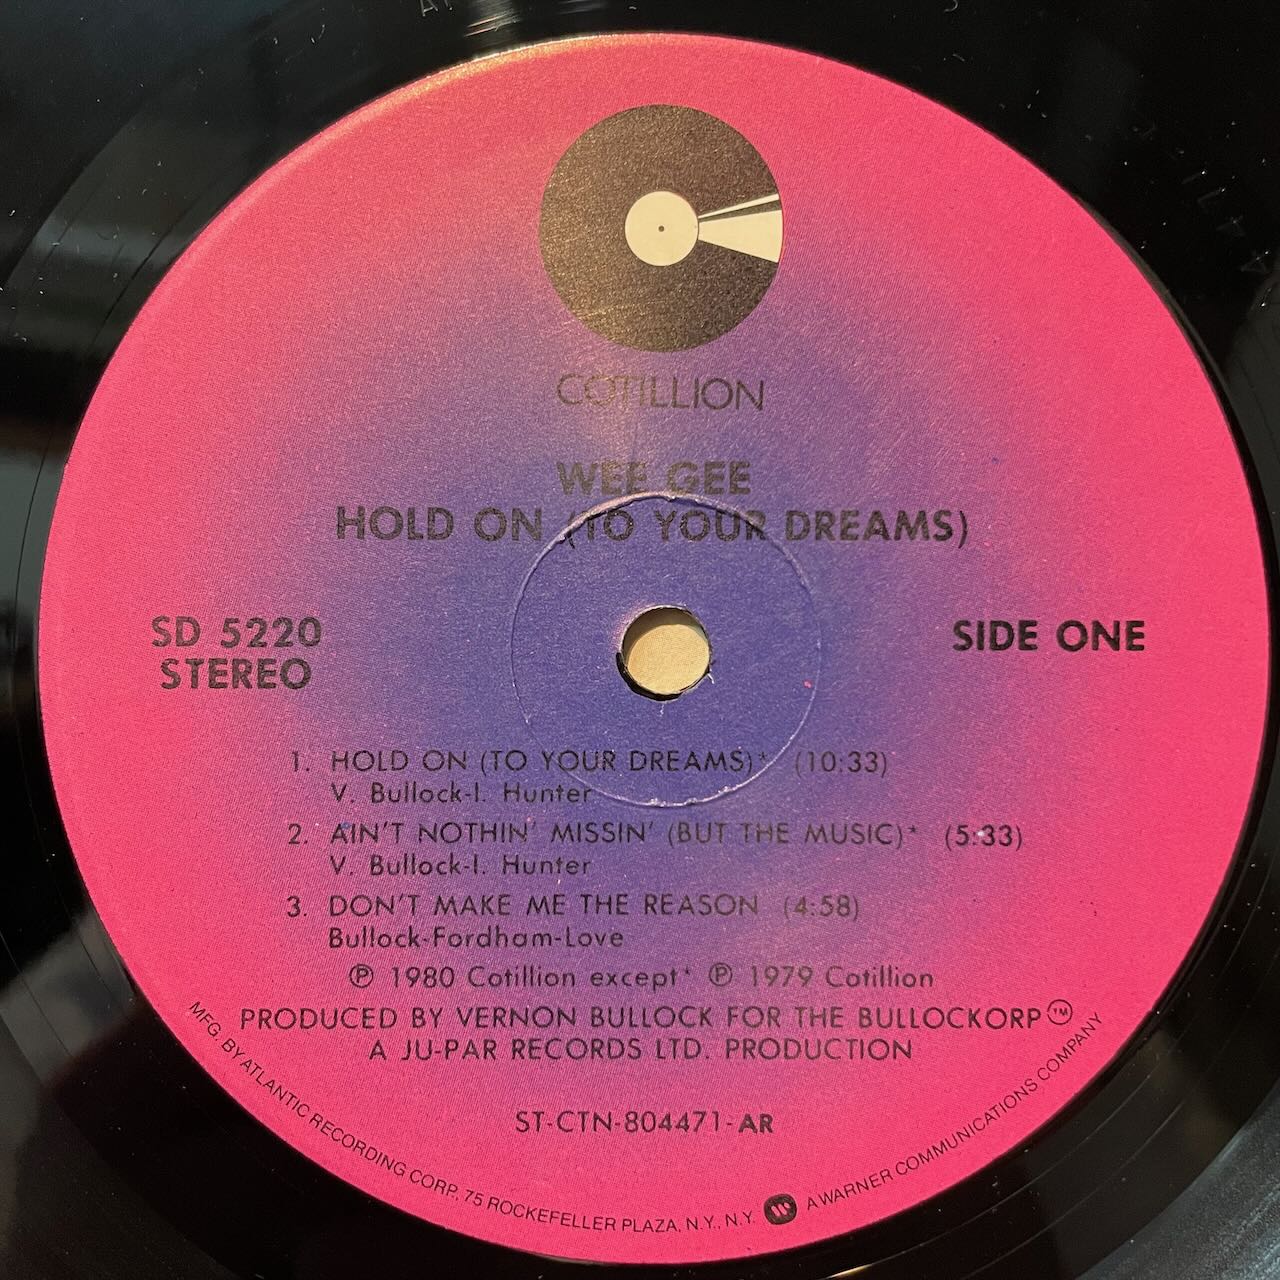 COTILLION
WEE GEE
HOLD ON (TO YOUR DREAMS)
SD 5220
STEREO
SIDE ONE
1. HOLD ON (TO YOUR DREAMS)* (10:33)
V. Bullock-I. Hunter
2. AIN'T NOTHIN' MISSIN' (BUT THE MUSIC)* (5:33)
V. Bullock-I. Hunter
3. DON'T MAKE ME THE REASON (4:58)
Bullock-Fordham-Love
℗ 1980 Cotillion except* ℗ 1979 Cotillion
PRODUCED BY VERNON BULLOCK FOR THE BULLOCKORP™
A JU-PAR RECORDS LTD. PRODUCTION
ST-CTN-804471-AR
MFG. BY ATLANTIC RECORDING CORP., 75 ROCKEFELLER PLAZA, N.Y., N.Y. A WARNER COMMUNICATIONS COMPANY